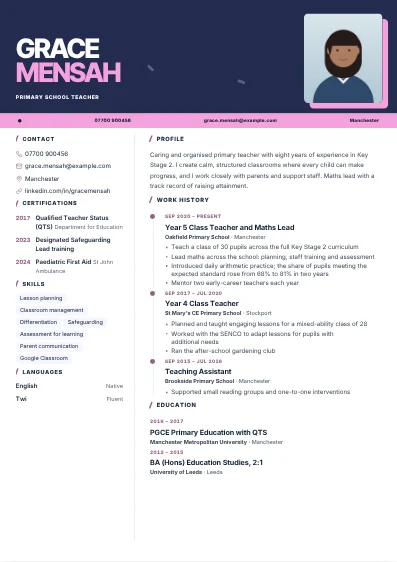 GRACE
MENSAH
PRIMARY SCHOOL TEACHER
07700 900456
grace.mensah@example.com
Manchester
CONTACT
07700 900456
grace.mensah@example.com
Manchester
linkedin.com/in/gracemensah
CERTIFICATIONS
2017 Qualified Teacher Status
(QTS) Department for Education
2023 Designated Safeguarding
Lead training
2024 Paediatric First Aid St John
Ambulance
SKILLS
Lesson planning
Classroom management
Differentiation Safeguarding
Assessment for learning
Parent communication
Google Classroom
LANGUAGES
English Native
Twi Fluent
PROFILE
Caring and organised primary teacher with eight years of experience in Key
Stage 2. I create calm, structured classrooms where every child can make
progress, and I work closely with parents and support staff. Maths lead with a
track record of raising attainment.
WORK HISTORY
SEP 2020 – PRESENT
Year 5 Class Teacher and Maths Lead
Oakfield Primary School · Manchester
• Teach a class of 30 pupils across the full Key Stage 2 curriculum
• Lead maths across the school: planning, staff training and assessment
• Introduced daily arithmetic practice; the share of pupils meeting the
expected standard rose from 68% to 81% in two years
• Mentor two early-career teachers each year
SEP 2017 – JUL 2020
Year 4 Class Teacher
St Mary's CE Primary School · Stockport
• Planned and taught engaging lessons for a mixed-ability class of 28
• Worked with the SENCO to adapt lessons for pupils with
additional needs
• Ran the after-school gardening club
SEP 2015 – JUL 2016
Teaching Assistant
Brookside Primary School · Manchester
• Supported small reading groups and one-to-one interventions
EDUCATION
2016 – 2017
PGCE Primary Education with QTS
Manchester Metropolitan University · Manchester
2012 – 2015
BA (Hons) Education Studies, 2:1
University of Leeds · Leeds